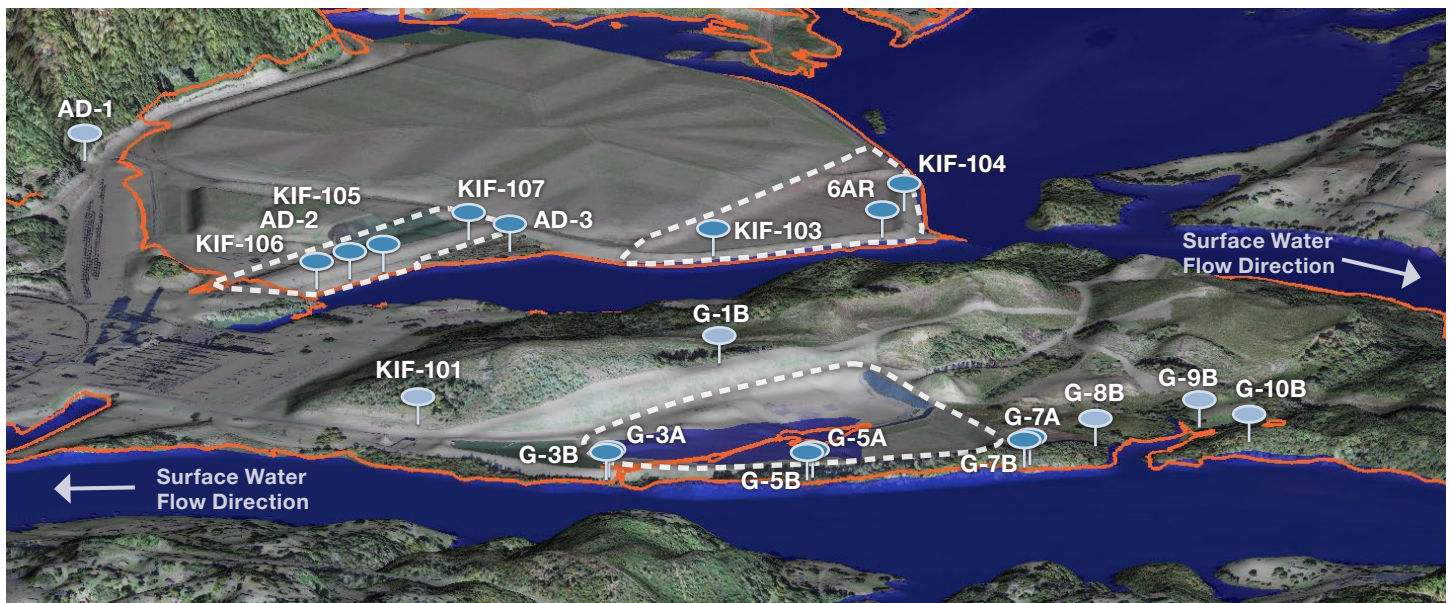 AD-1
KIF-105
AD-2
KIF-106
KIF-107
AD-3
KIF-104
6AR
KIF-103
Surface Water
Flow Direction
G-1B
KIF-101
G-3B
G-3A
G-5A
G-5B
G-7A
G-7B
G-8B
G-9B
G-10B
Surface Water
Flow Direction